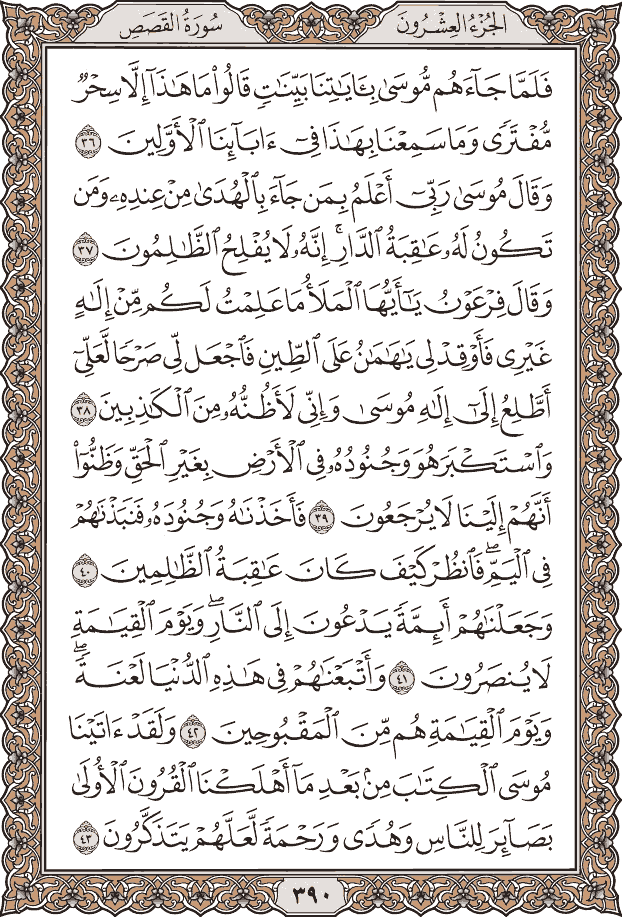 الجُزْءُ العِشْرُونَ
سُورَةُ القَصَصِ
فَلَمَّا جَآءَهُم مُّوسَىٰ بِـَٔايَٰتِنَا بَيِّنَٰتٍ قَالُوا۟ مَا هَٰذَآ إِلَّا سِحْرٌ
مُّفْتَرًى وَمَا سَمِعْنَا بِهَٰذَا فِىٓ ءَابَآئِنَا ٱلْأَوَّلِينَ ٣٦
وَقَالَ مُوسَىٰ رَبِّىٓ أَعْلَمُ بِمَن جَآءَ بِٱلْهُدَىٰ مِنْ عِندِهِۦ وَمَن
تَكُونُ لَهُۥ عَٰقِبَةُ ٱلدَّارِ ۚ إِنَّهُۥ لَا يُفْلِحُ ٱلظَّٰلِمُونَ ٣٧
وَقَالَ فِرْعَوْنُ يَٰٓأَيُّهَا ٱلْمَلَأُ مَا عَلِمْتُ لَكُم مِّنْ إِلَٰهٍ
غَيْرِى فَأَوْقِدْ لِى يَٰهَٰمَٰنُ عَلَى ٱلطِّينِ فَٱجْعَل لِّى صَرْحًا لَّعَلِّىٓ
أَطَّلِعُ إِلَىٰٓ إِلَٰهِ مُوسَىٰ وَإِنِّى لَأَظُنُّهُۥ مِنَ ٱلْكَٰذِبِينَ ٣٨
وَٱسْتَكْبَرَ هُوَ وَجُنُودُهُۥ فِى ٱلْأَرْضِ بِغَيْرِ ٱلْحَقِّ وَظَنُّوٓا۟
أَنَّهُمْ إِلَيْنَا لَا يُرْجَعُونَ ٣٩ فَأَخَذْنَٰهُ وَجُنُودَهُۥ فَنَبَذْنَٰهُمْ
فِى ٱلْيَمِّ ۖ فَٱنظُرْ كَيْفَ كَانَ عَٰقِبَةُ ٱلظَّٰلِمِينَ ٤٠
وَجَعَلْنَٰهُمْ أَئِمَّةً يَدْعُونَ إِلَى ٱلنَّارِ ۖ وَيَوْمَ ٱلْقِيَٰمَةِ
لَا يُنصَرُونَ ٤١ وَأَتْبَعْنَٰهُمْ فِى هَٰذِهِ ٱلدُّنْيَا لَعْنَةً ۖ
وَيَوْمَ ٱلْقِيَٰمَةِ هُم مِّنَ ٱلْمَقْبُوحِينَ ٤٢ وَلَقَدْ ءَاتَيْنَا
مُوسَى ٱلْكِتَٰبَ مِنۢ بَعْدِ مَآ أَهْلَكْنَا ٱلْقُرُونَ ٱلْأُولَىٰ
بَصَآئِرَ لِلنَّاسِ وَهُدًى وَرَحْمَةً لَّعَلَّهُمْ يَتَذَكَّرُونَ ٤٣
٣٩٠